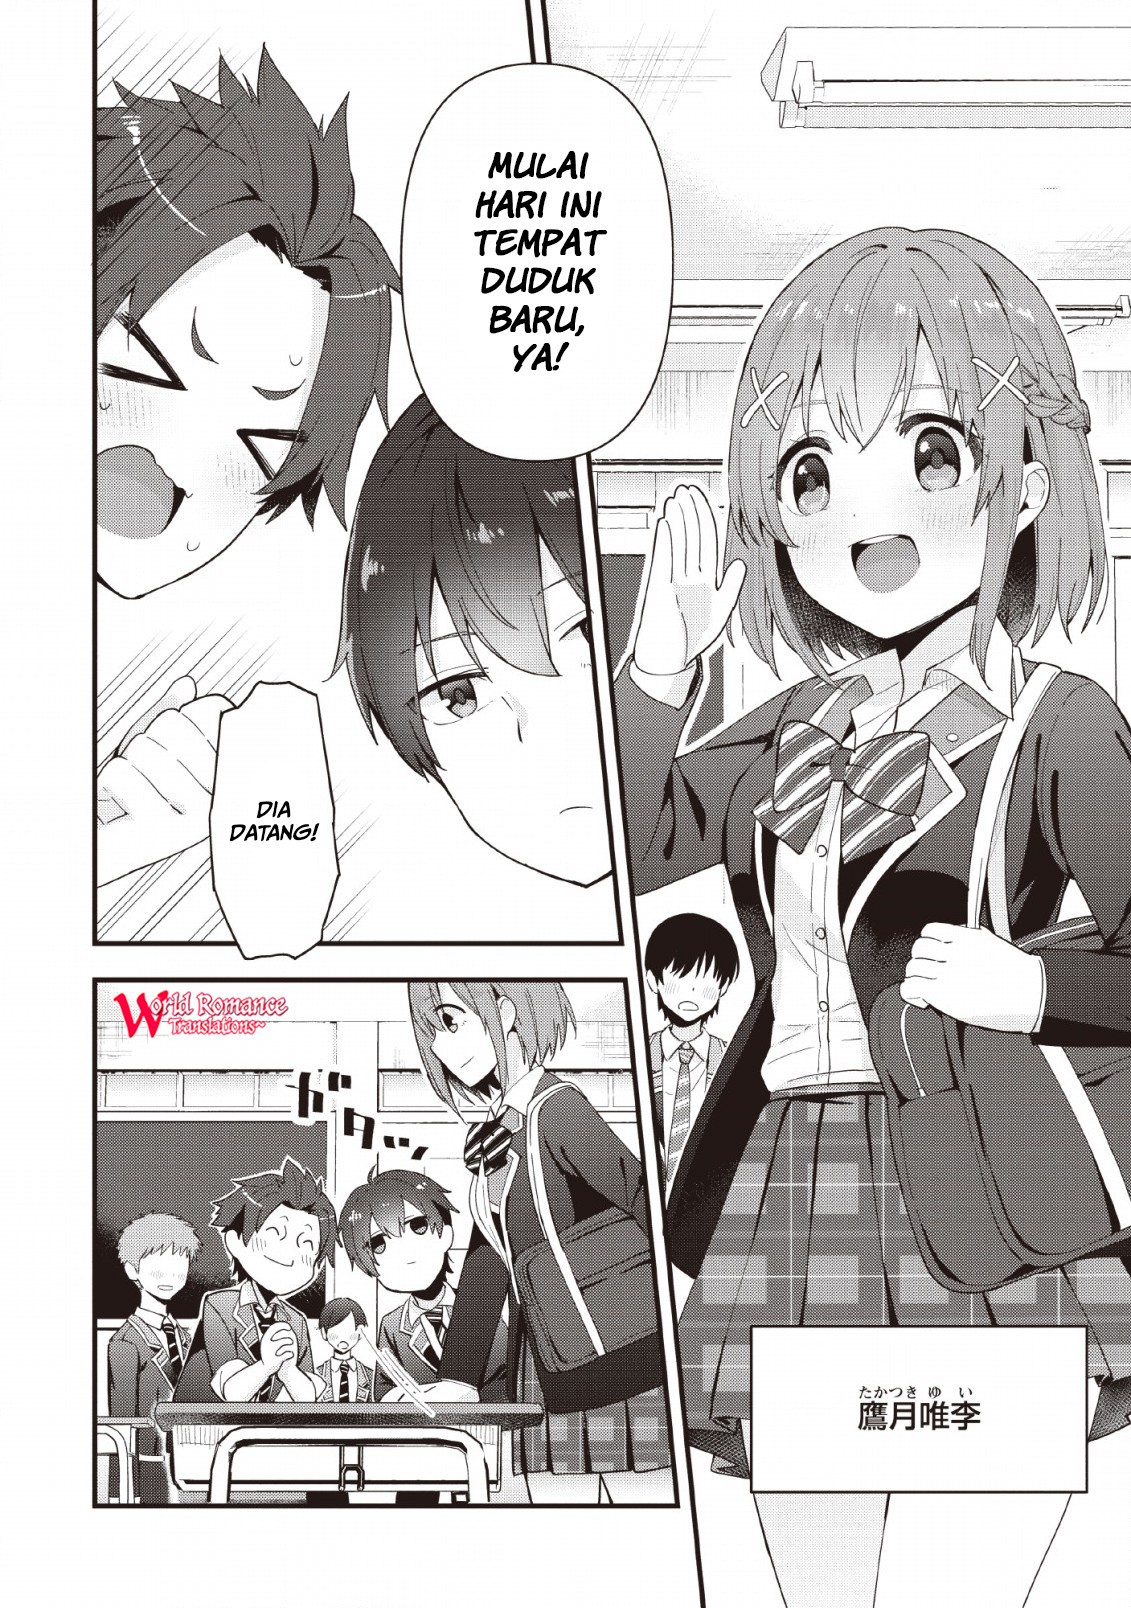 MULAI
HARI INI
TEMPAT
DUDUK
BARU,
YA!
DIA
DATANG!
World Romance
Translations~
ドタッ
たかつき ゆい
鷹月唯李